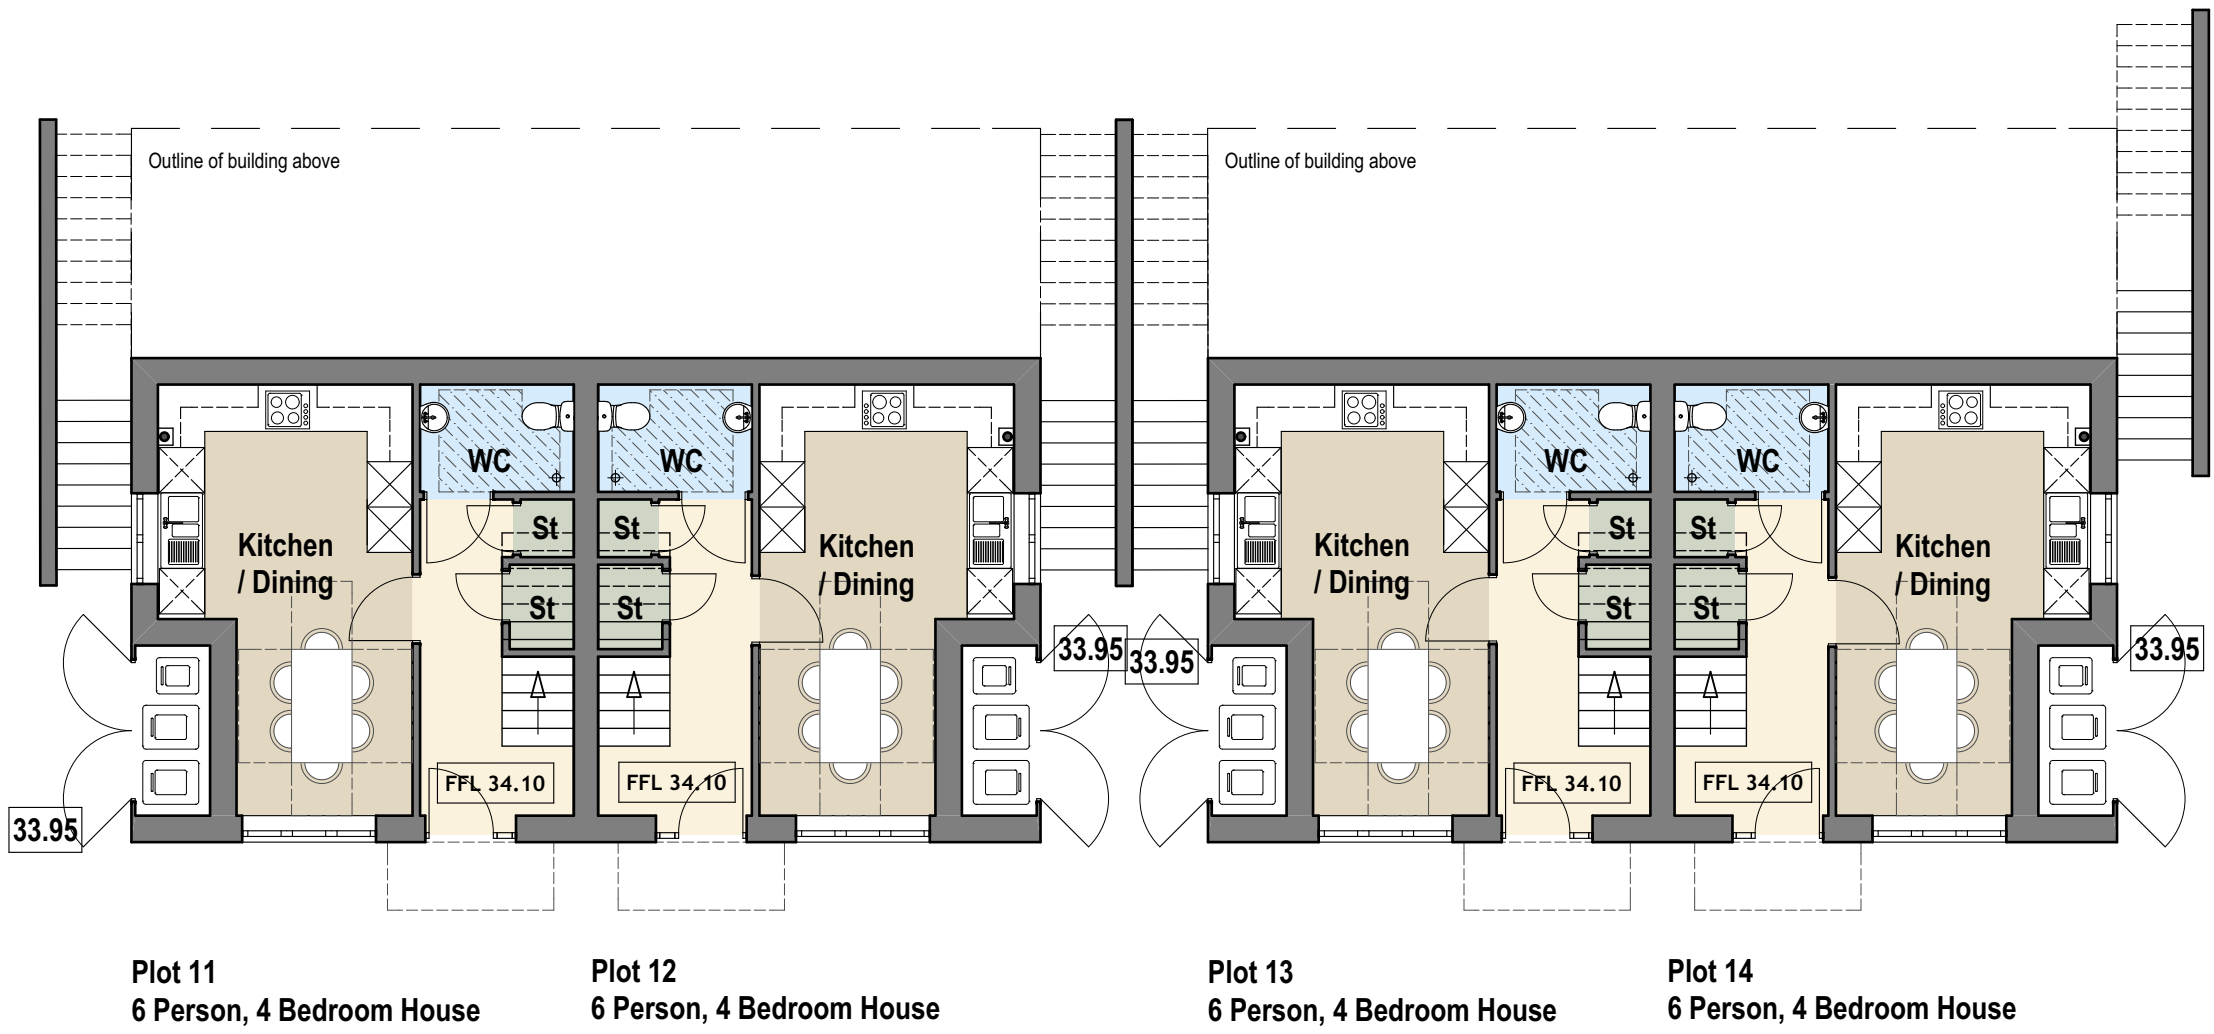 Outline of building above
Outline of building above
WC
WC
WC
WC
St
St
St
St
Kitchen
/ Dining
Kitchen
/ Dining
Kitchen
/ Dining
Kitchen
/ Dining
St
St
St
St
33.95
33.95
33.95
FFL 34.10
FFL 34.10
FFL 34.10
FFL 34.10
33.95
Plot 11
6 Person, 4 Bedroom House
Plot 12
6 Person, 4 Bedroom House
Plot 13
6 Person, 4 Bedroom House
Plot 14
6 Person, 4 Bedroom House